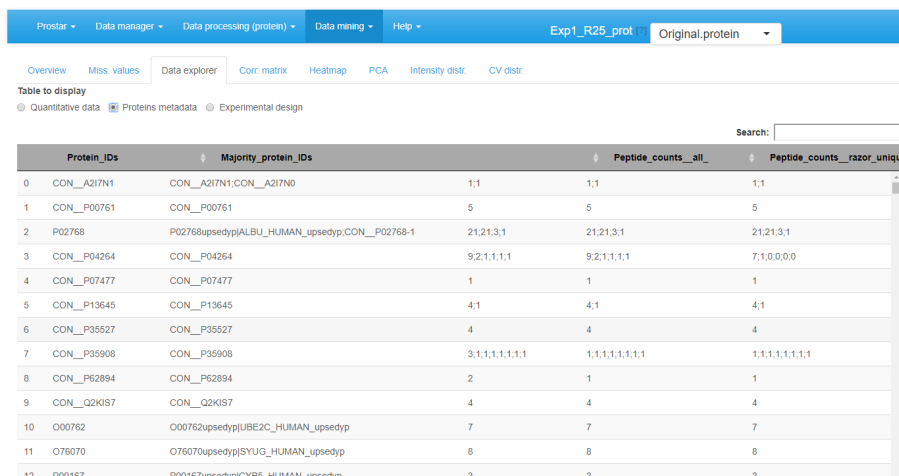 Prostar Data manager Data processing (protein) Data mining Help Exp1_R25_prot [?] Original.protein
Overview Miss. values Data explorer Corr. matrix Heatmap PCA Intensity distr. CV distr.
Table to display
Quantitative data Proteins metadata Experimental design
Search:
Protein_IDs Majority_protein_IDs Peptide_counts__all_ Peptide_counts__razor_uniqu
0 CON__A2I7N1 CON__A2I7N1;CON__A2I7N0 1;1 1;1 1;1
1 CON__P00761 CON__P00761 5 5 5
2 P02768 P02768upsedyp|ALBU_HUMAN_upsedyp;CON__P02768-1 21;21;3;1 21;21;3;1 21;21;3;1
3 CON__P04264 CON__P04264 9;2;1;1;1;1 9;2;1;1;1;1 7;1;0;0;0;0
4 CON__P07477 CON__P07477 1 1 1
5 CON__P13645 CON__P13645 4;1 4;1 4;1
6 CON__P35527 CON__P35527 4 4 4
7 CON__P35908 CON__P35908 3;1;1;1;1;1;1;1 1;1;1;1;1;1;1;1 1;1;1;1;1;1;1;1
8 CON__P62894 CON__P62894 2 1 1
9 CON__Q2KIS7 CON__Q2KIS7 4 4 4
10 O00762 O00762upsedyp|UBE2C_HUMAN_upsedyp 7 7 7
11 O76070 O76070upsedyp|SYUG_HUMAN_upsedyp 8 8 8
12 P00167 P00167upsedyp|CYB5_HUMAN_upsedyp 3 3 3